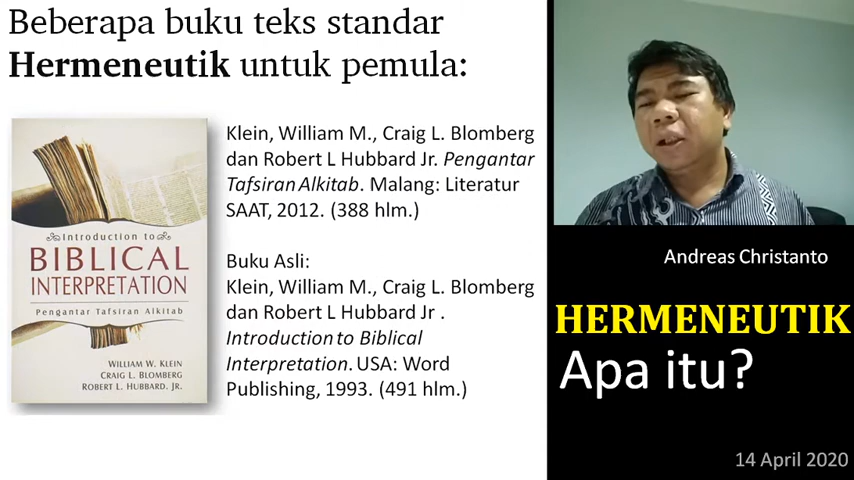 Beberapa buku teks standar
Hermeneutik untuk pemula:
Introduction to
BIBLICAL
INTERPRETATION
Pengantar Tafsiran Alkitab
WILLIAM W. KLEIN
CRAIG L. BLOMBERG
ROBERT L. HUBBARD, JR.
Klein, William M., Craig L. Blomberg
dan Robert L Hubbard Jr. Pengantar
Tafsiran Alkitab. Malang: Literatur
SAAT, 2012. (388 hlm.)
Buku Asli:
Klein, William M., Craig L. Blomberg
dan Robert L Hubbard Jr .
Introduction to Biblical
Interpretation. USA: Word
Publishing, 1993. (491 hlm.)
Andreas Christanto
HERMENEUTIK
Apa itu?
14 April 2020